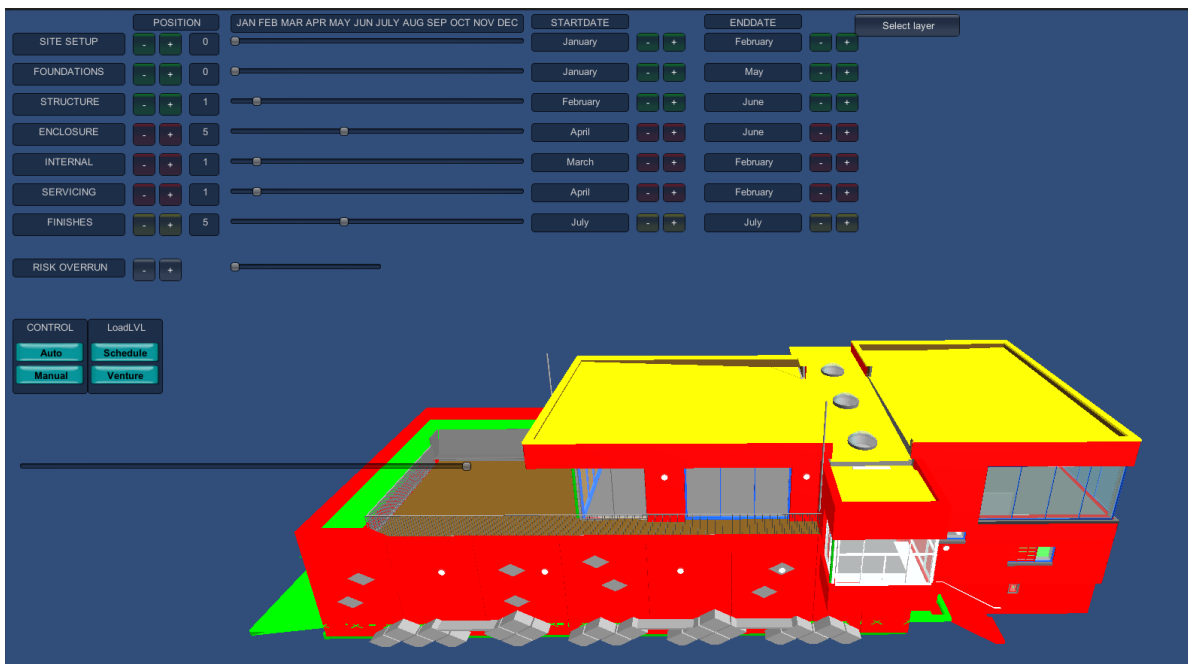 POSITION JAN FEB MAR APR MAY JUN JULY AUG SEP OCT NOV DEC STARTDATE ENDDATE Select layer
SITE SETUP - + 0 January - + February - +
FOUNDATIONS - + 0 January - + May - +
STRUCTURE - + 1 February - + June - +
ENCLOSURE - + 5 April - + June - +
INTERNAL - + 1 March - + February - +
SERVICING - + 1 April - + February - +
FINISHES - + 5 July - + July - +
RISK OVERRUN - +
CONTROL LoadLVL
Auto Schedule
Manual Venture